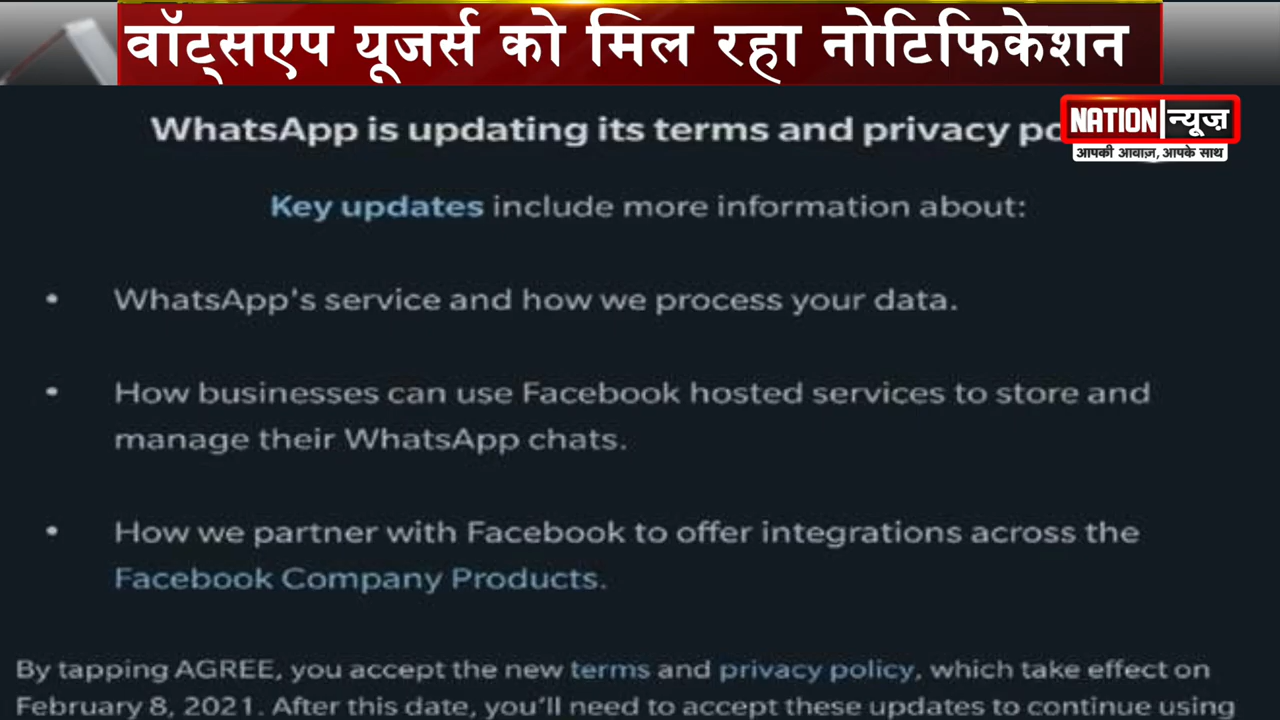 वॉट्सएप यूजर्स को मिल रहा नोटिफिकेशन
WhatsApp is updating its terms and privacy po
NATION न्यूज़
आपकी आवाज़, आपके साथ
Key updates include more information about:
• WhatsApp's service and how we process your data.
• How businesses can use Facebook hosted services to store and
manage their WhatsApp chats.
• How we partner with Facebook to offer integrations across the
Facebook Company Products.
By tapping AGREE, you accept the new terms and privacy policy, which take effect on
February 8, 2021. After this date, you'll need to accept these updates to continue using